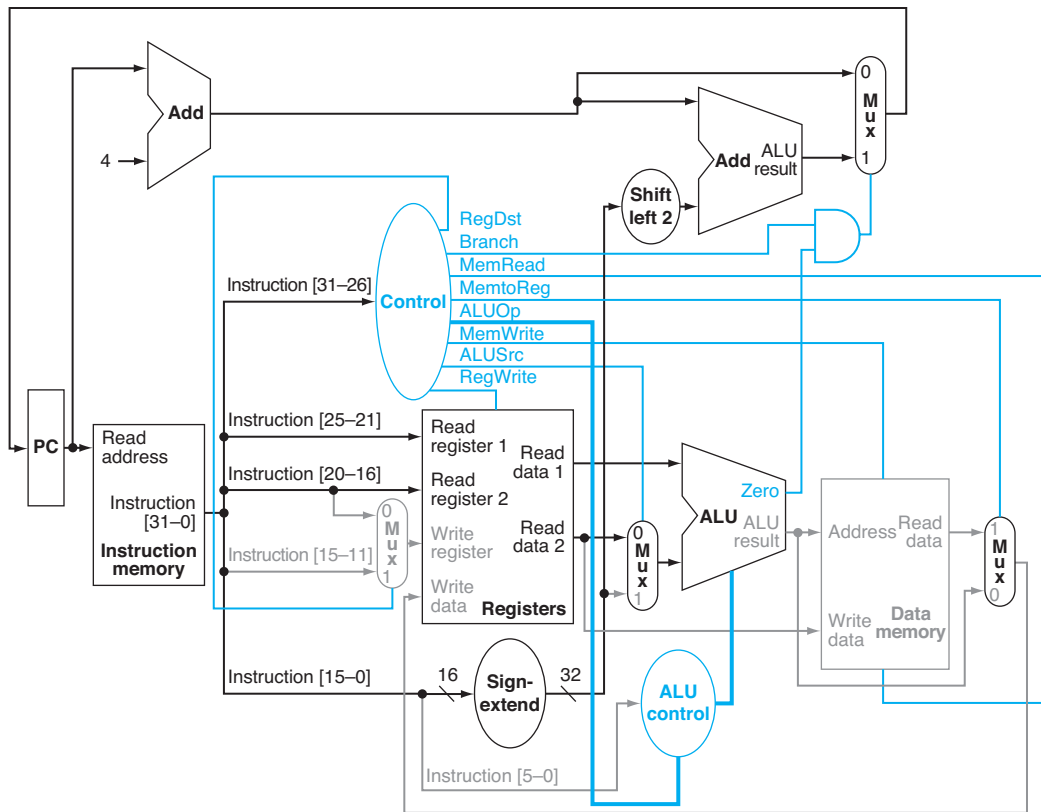 0
M
u
x
1
Add
4
Add
ALU
result
Shift
left 2
RegDst
Branch
MemRead
MemtoReg
ALUOp
MemWrite
ALUSrc
RegWrite
Control
Instruction [31–26]
PC
Read
address
Instruction
[31–0]
Instruction
memory
Instruction [25–21]
Instruction [20–16]
Instruction [15–11]
0
M
u
x
1
Read
register 1
Read
register 2
Write
register
Write
data
Read
data 1
Read
data 2
Registers
0
M
u
x
1
Zero
ALU
ALU
result
Address
Read
data
Write
data
Data
memory
1
M
u
x
0
Instruction [15–0]
16
Sign-
extend
32
ALU
control
Instruction [5–0]